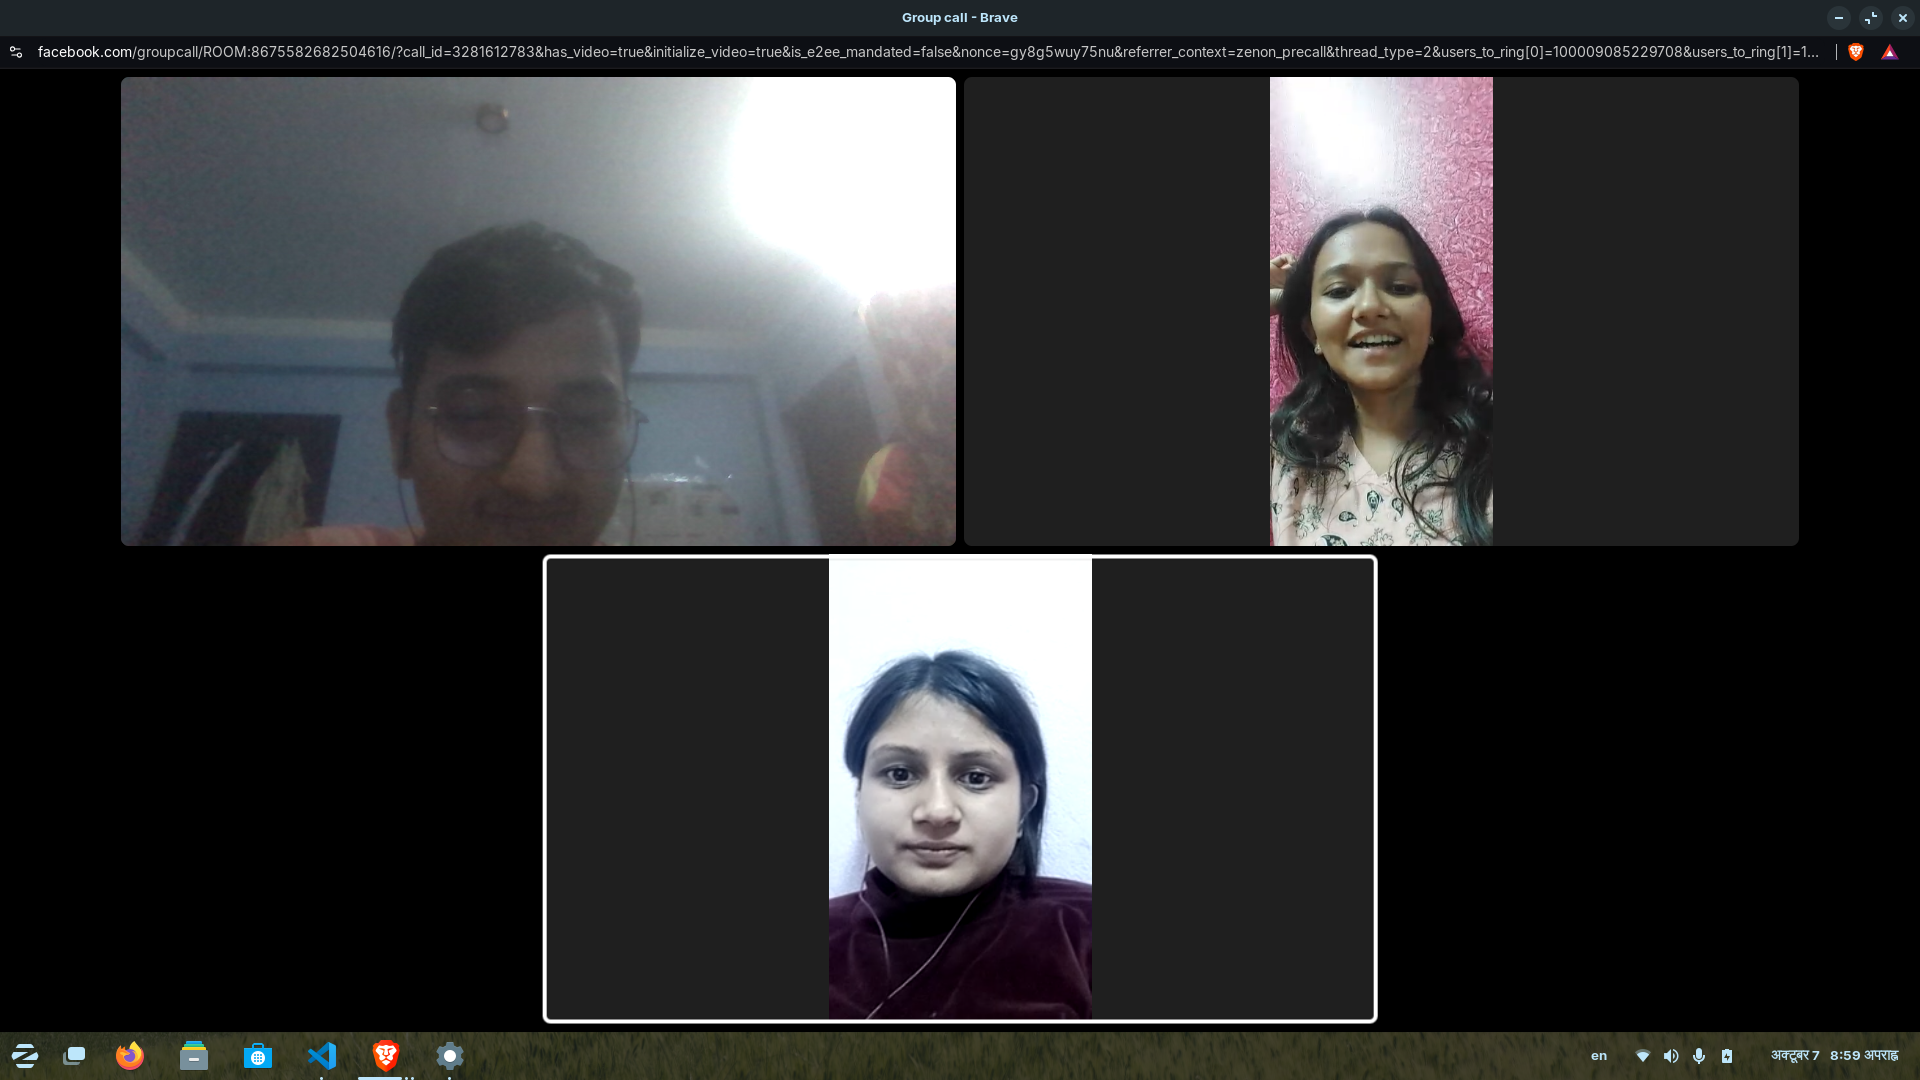 Group call - Brave
facebook.com/groupcall/ROOM:8675582682504616/?call_id=3281612783&has_video=true&initialize_video=true&is_e2ee_mandated=false&nonce=gy8g5wuy75nu&referrer_context=zenon_precall&thread_type=2&users_to_ring[0]=100009085229708&users_to_ring[1]=1...
en
अक्टूबर 7 8:59 अपराह्न